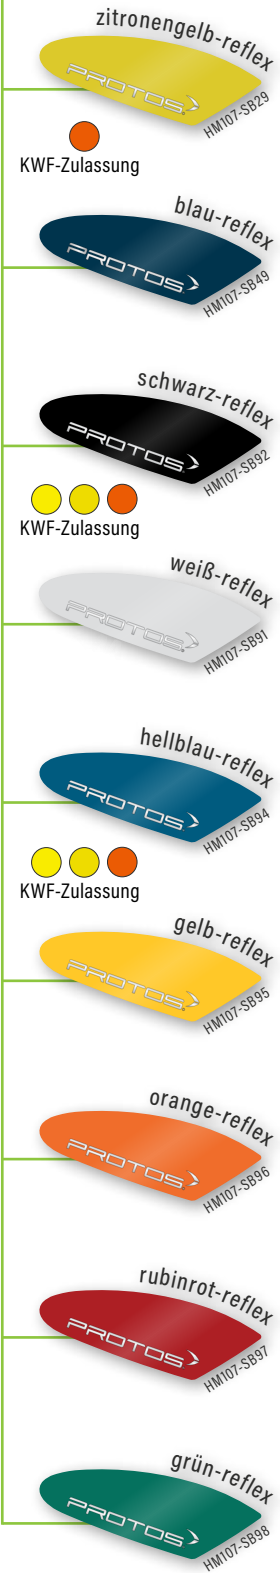 zitronengelb-reflex
PROTOS
HM107-SB29
KWF-Zulassung
blau-reflex
PROTOS
HM107-SB49
schwarz-reflex
PROTOS
HM107-SB92
KWF-Zulassung
weiß-reflex
PROTOS
HM107-SB91
hellblau-reflex
PROTOS
HM107-SB94
KWF-Zulassung
gelb-reflex
PROTOS
HM107-SB95
orange-reflex
PROTOS
HM107-SB96
rubinrot-reflex
PROTOS
HM107-SB97
grün-reflex
PROTOS
HM107-SB98